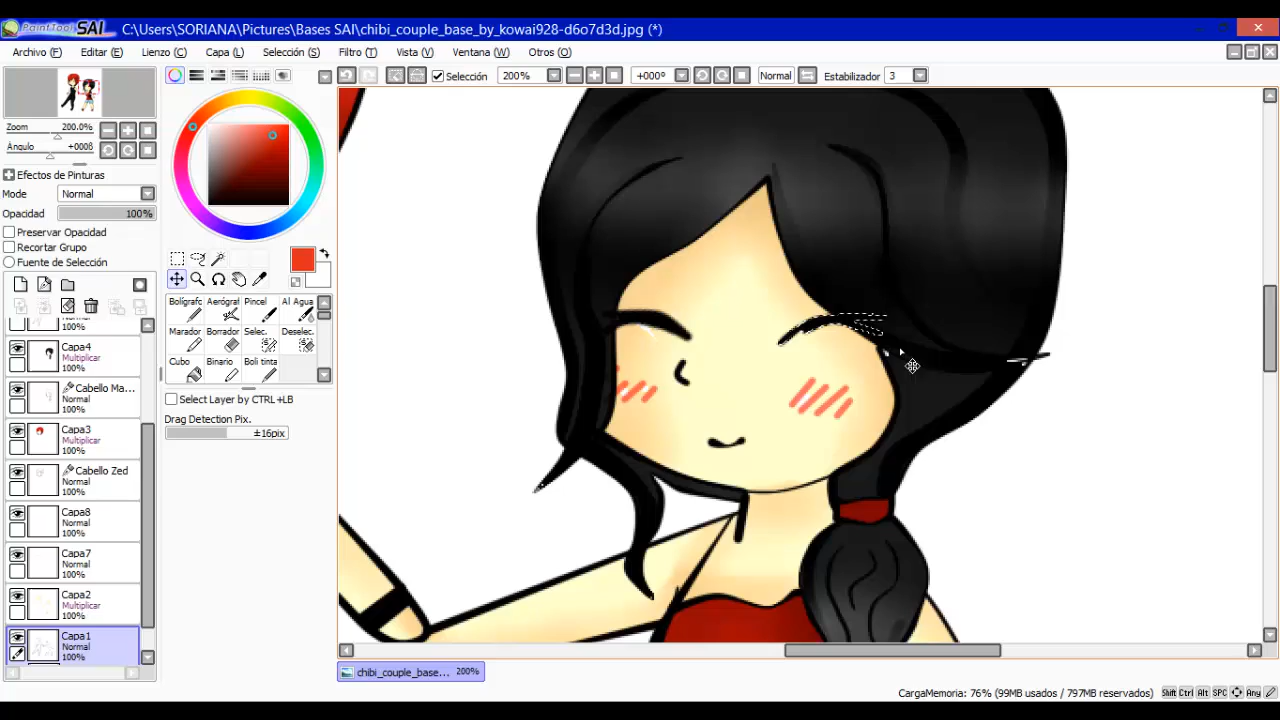 PaintTool SAI C:\Users\SORIANA\Pictures\Bases SAI\chibi_couple_base_by_kowai928-d6o7d3d.jpg (*)
Archivo (F) Editar (E) Lienzo (C) Capa (L) Selección (S) Filtro (T) Vista (V) Ventana (W) Otros (O)
Selección 200% +000º Normal Estabilizador 3
Zoom 200.0%
Ángulo +000ß
Efectos de Pinturas
Mode Normal
Opacidad 100%
Preservar Opacidad
Recortar Grupo
Fuente de Selección
100%
Capa4
Multiplicar
100%
Cabello Ma...
Normal
100%
Capa3
Multiplicar
100%
Cabello Zed
Normal
100%
Capa8
Normal
100%
Capa7
Normal
100%
Capa2
Multiplicar
100%
Capa1
Normal
100%
Bolígrafo Aerógraf Pincel Al Agua
Marador Borrador Selec. Deselec.
Cubo Binario Boli tinta
Select Layer by CTRL+LB
Drag Detection Pix.
±16pix
chibi_couple_base... 200%
CargaMemoria: 76% (99MB usados / 797MB reservados) Shift Ctrl Alt SPC Any